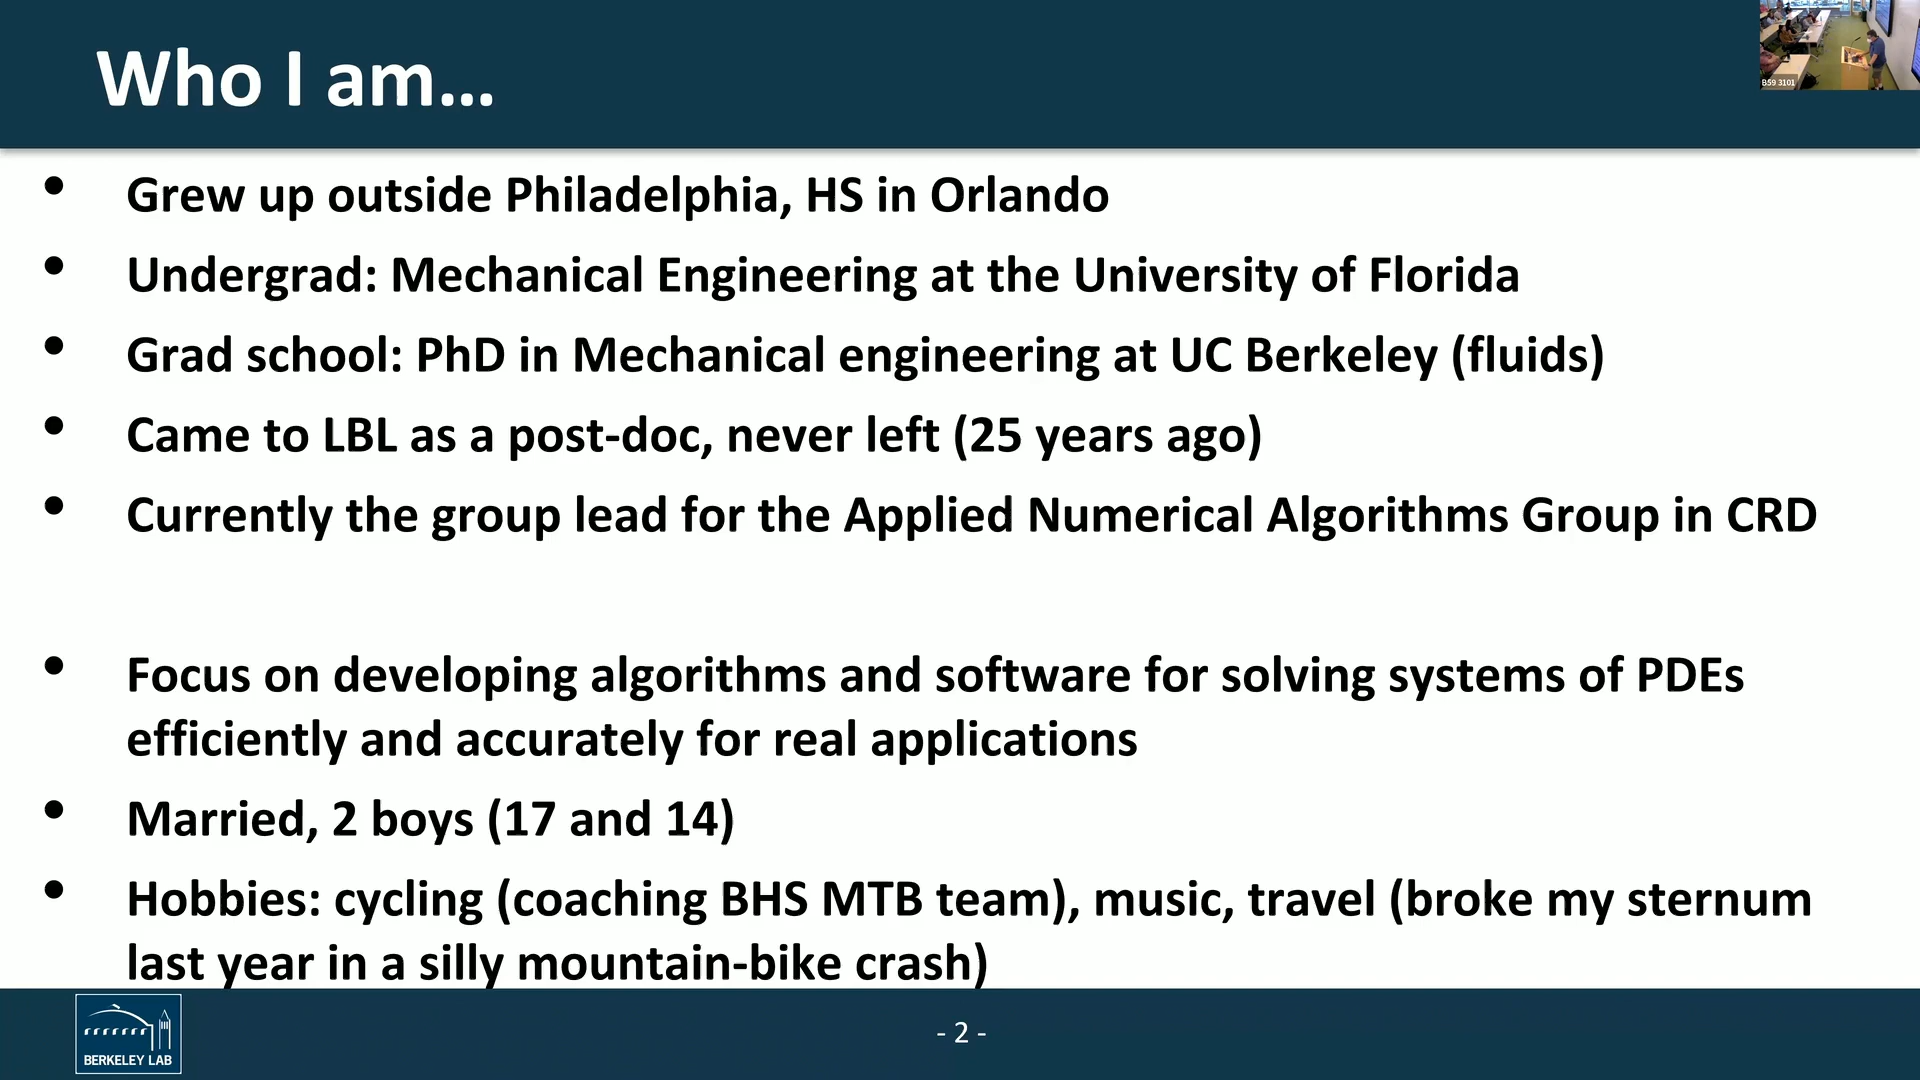 Who I am...
B59 3101
• Grew up outside Philadelphia, HS in Orlando
• Undergrad: Mechanical Engineering at the University of Florida
• Grad school: PhD in Mechanical engineering at UC Berkeley (fluids)
• Came to LBL as a post-doc, never left (25 years ago)
• Currently the group lead for the Applied Numerical Algorithms Group in CRD
• Focus on developing algorithms and software for solving systems of PDEs
efficiently and accurately for real applications
• Married, 2 boys (17 and 14)
• Hobbies: cycling (coaching BHS MTB team), music, travel (broke my sternum
last year in a silly mountain-bike crash)
BERKELEY LAB
- 2 -